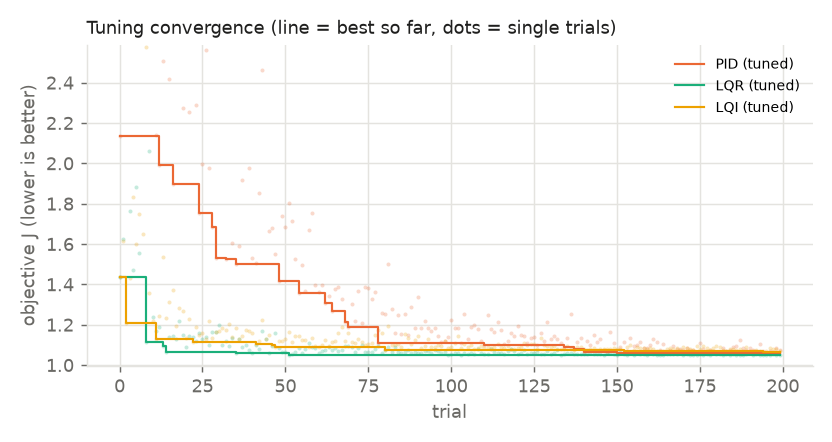 Tuning convergence (line = best so far, dots = single trials)
PID (tuned)
LQR (tuned)
LQI (tuned)
objective J (lower is better)
2.4
2.2
2.0
1.8
1.6
1.4
1.2
1.0
0 25 50 75 100 125 150 175 200
trial